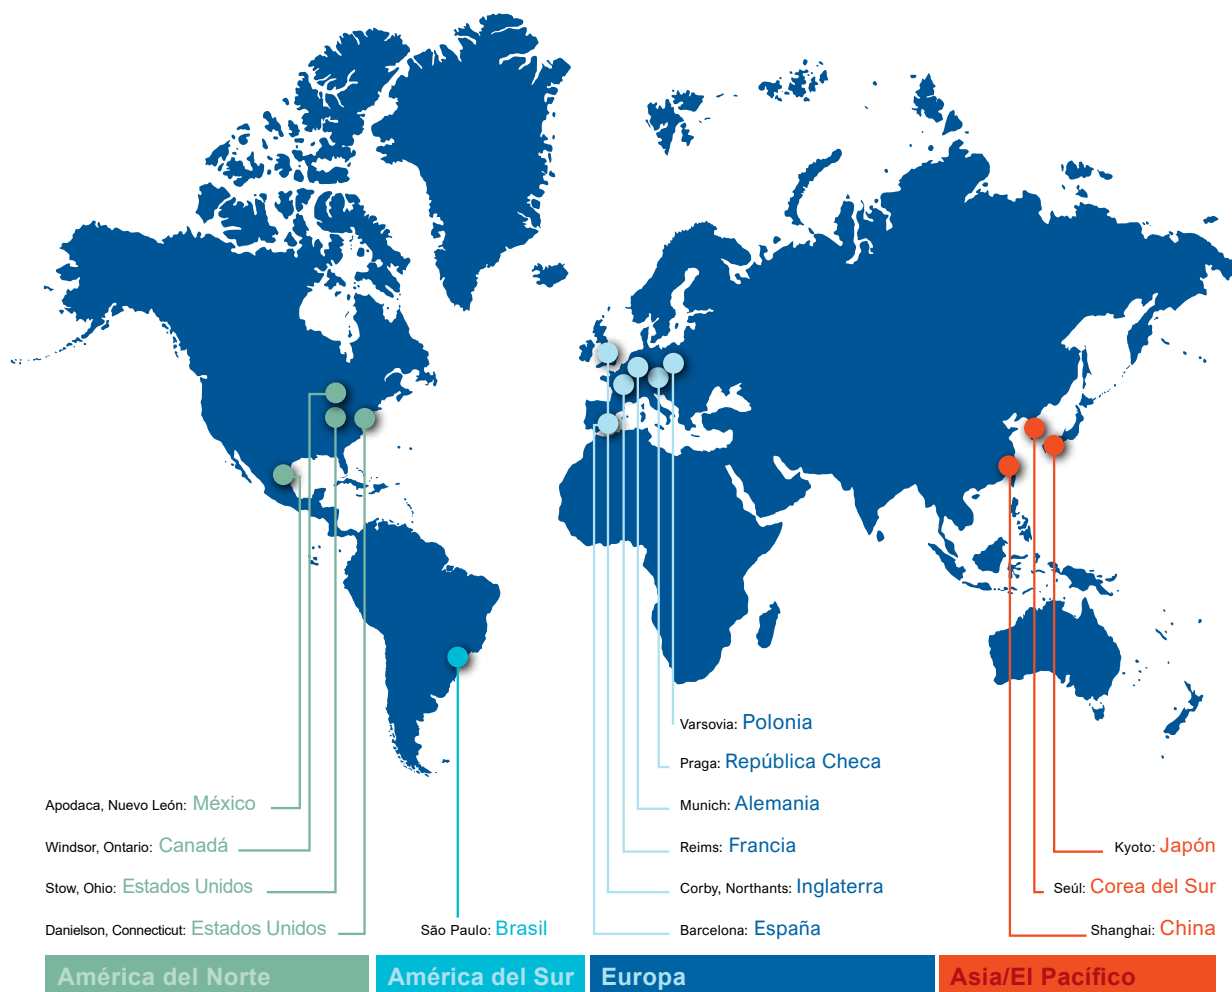 Varsovia: Polonia
Praga: República Checa
Apodaca, Nuevo León: México
Munich: Alemania
Windsor, Ontario: Canadá
Reims: Francia
Kyoto: Japón
Stow, Ohio: Estados Unidos
Corby, Northants: Inglaterra
Seúl: Corea del Sur
Danielson, Connecticut: Estados Unidos
São Paulo: Brasil
Barcelona: España
Shanghai: China
América del Norte
América del Sur
Europa
Asia/El Pacífico